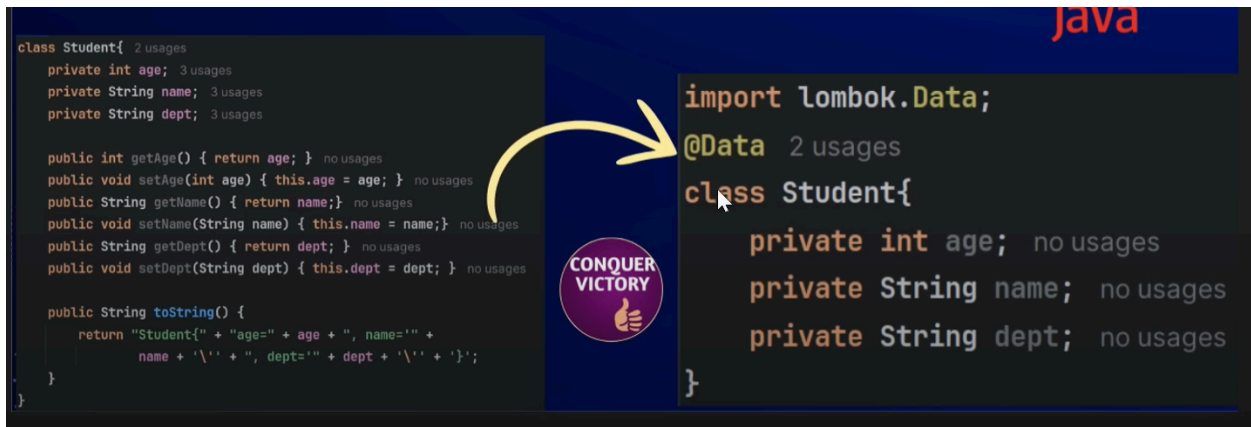 Java
class Student{ 2 usages
private int age; 3 usages
private String name; 3 usages
private String dept; 3 usages
public int getAge() { return age; } no usages
public void setAge(int age) { this.age = age; } no usages
public String getName() { return name;} no usages
public void setName(String name) { this.name = name;} no usages
public String getDept() { return dept; } no usages
public void setDept(String dept) { this.dept = dept; } no usages
public String toString() {
return "Student{" + "age=" + age + ", name='" +
name + '\'' + ", dept='" + dept + '\'' + '}';
}
}
CONQUER
VICTORY
import lombok.Data;
@Data 2 usages
class Student{
private int age; no usages
private String name; no usages
private String dept; no usages
}